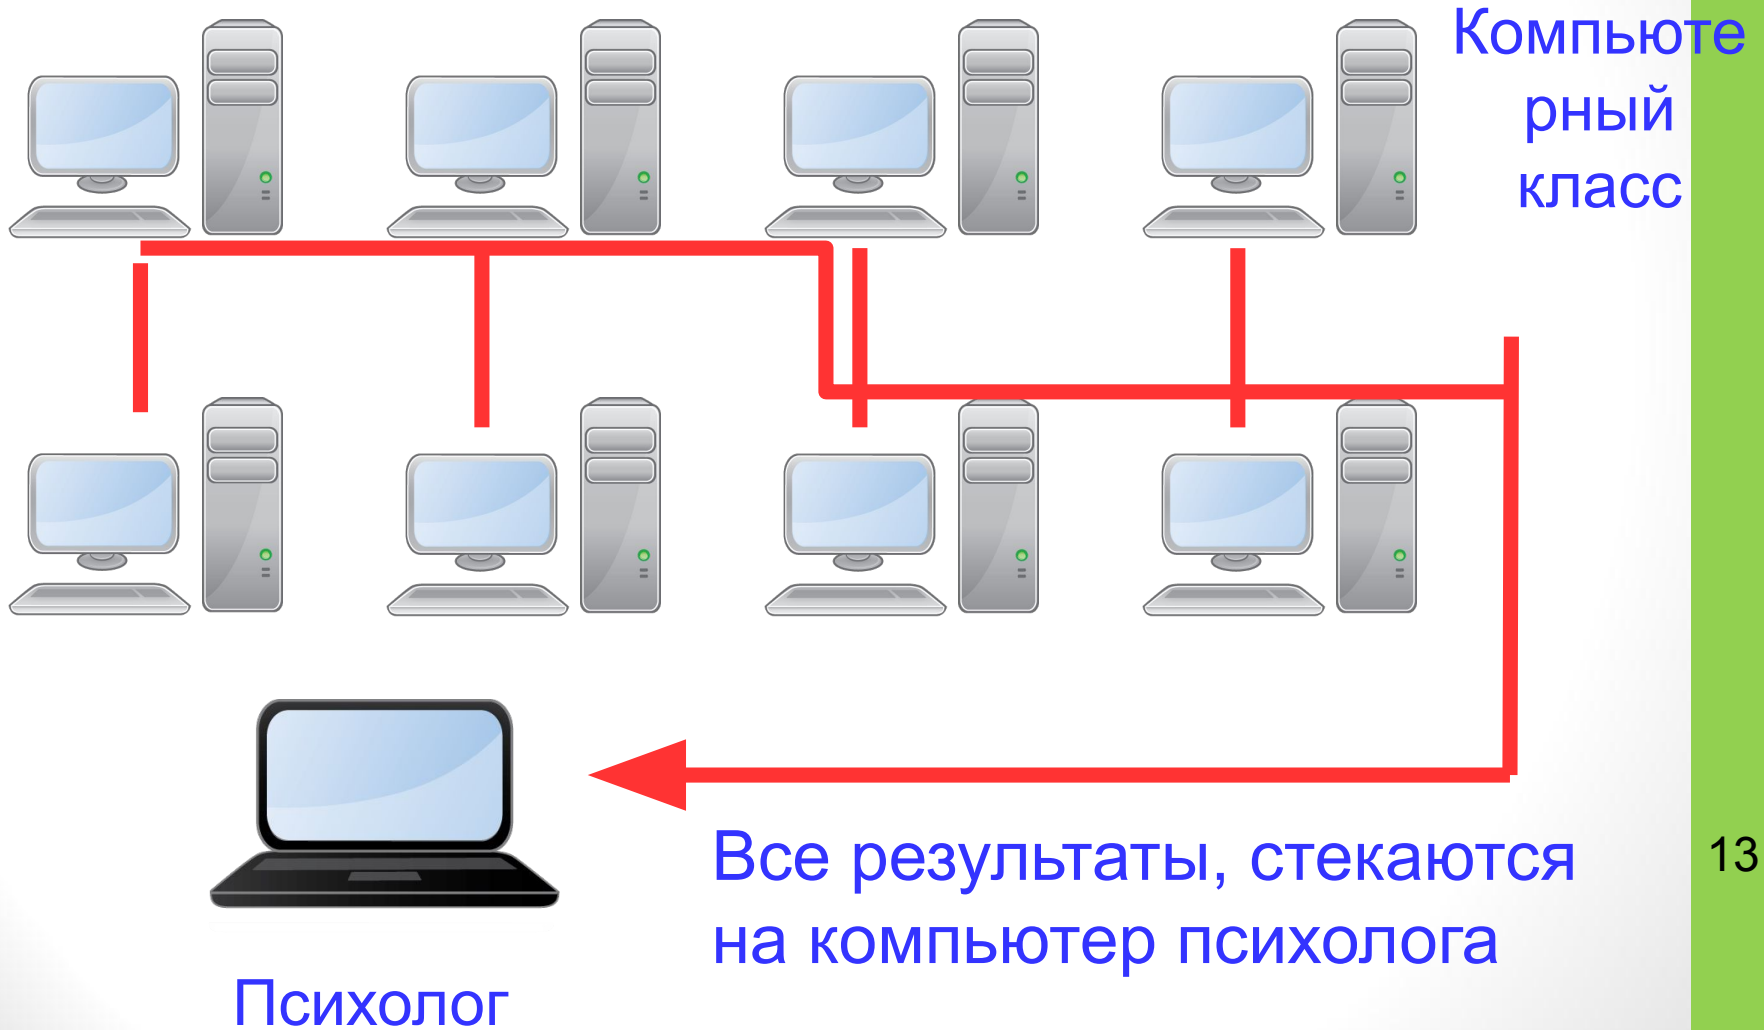 Компьюте
рный
класс
Все результаты, стекаются
на компьютер психолога
13
Психолог